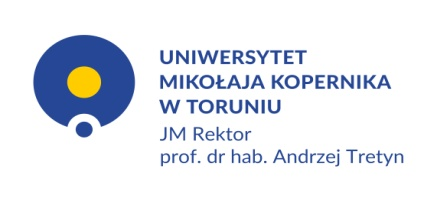 UNIWERSYTET
MIKOŁAJA KOPERNIKA
W TORUNIU
JM Rektor
prof. dr hab. Andrzej Tretyn